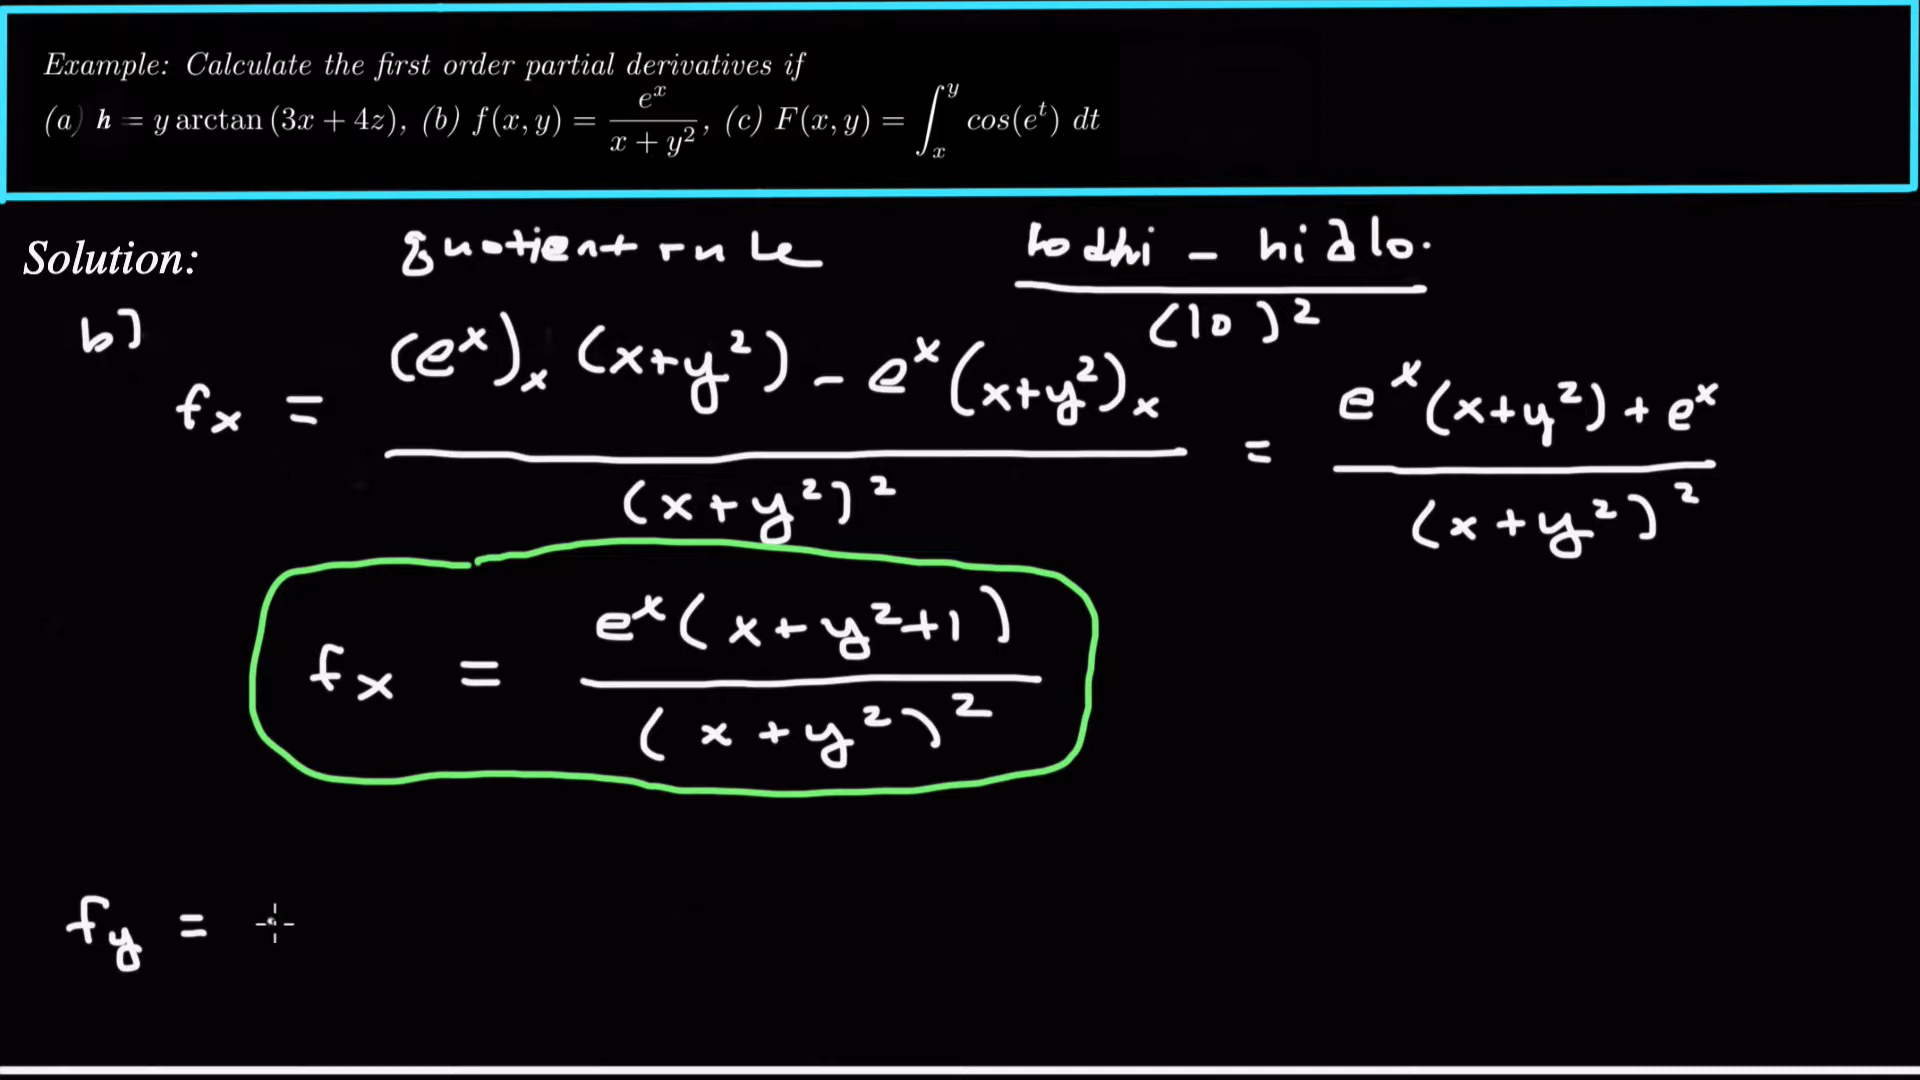 Example: Calculate the first order partial derivatives if
(a) h = y arctan (3x + 4z), (b) f(x, y) = e^x / (x + y^2), (c) F(x, y) = ∫_x^y cos(e^t) dt
Solution:
quotient rule
lo dhi - hi dlo. / (lo)^2
b)
f_x = ((e^x)_x (x+y^2) - e^x (x+y^2)_x) / (x+y^2)^2 = (e^x (x+y^2) + e^x) / (x+y^2)^2
f_x = e^x (x+y^2+1) / (x+y^2)^2
f_y =